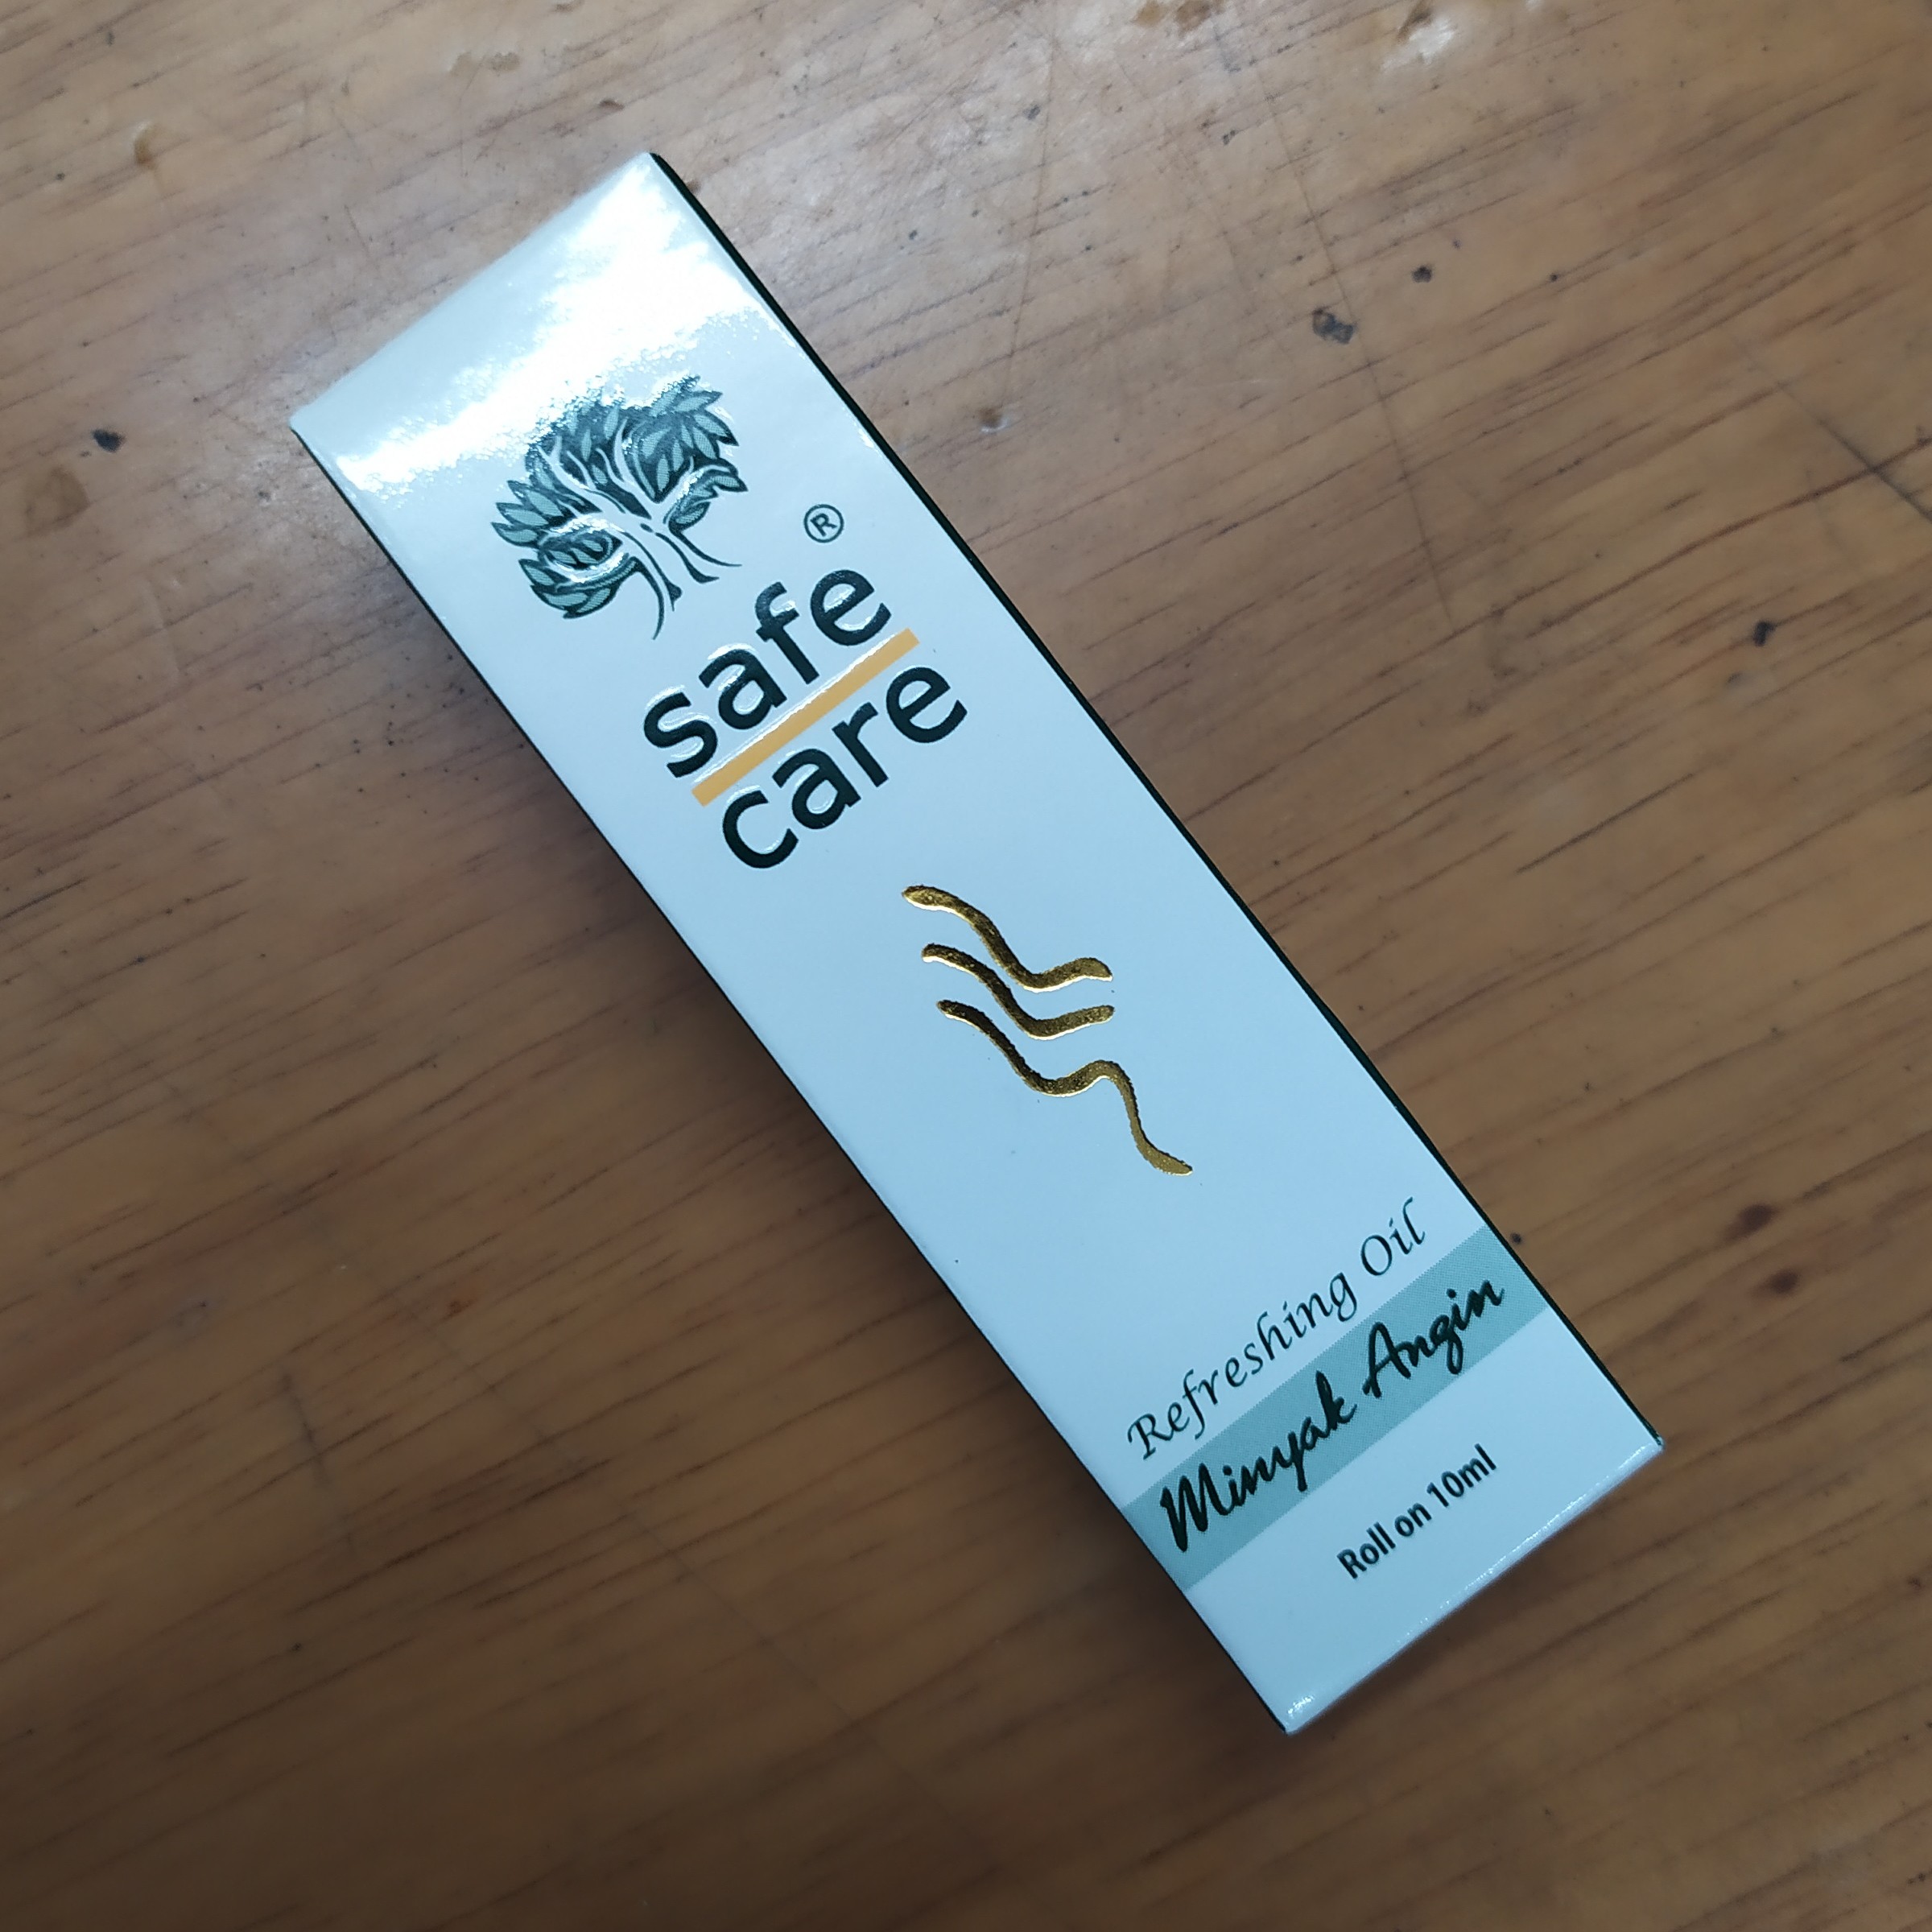 ®
safe
care
Refreshing Oil
Minyak Angin
Roll on 10ml